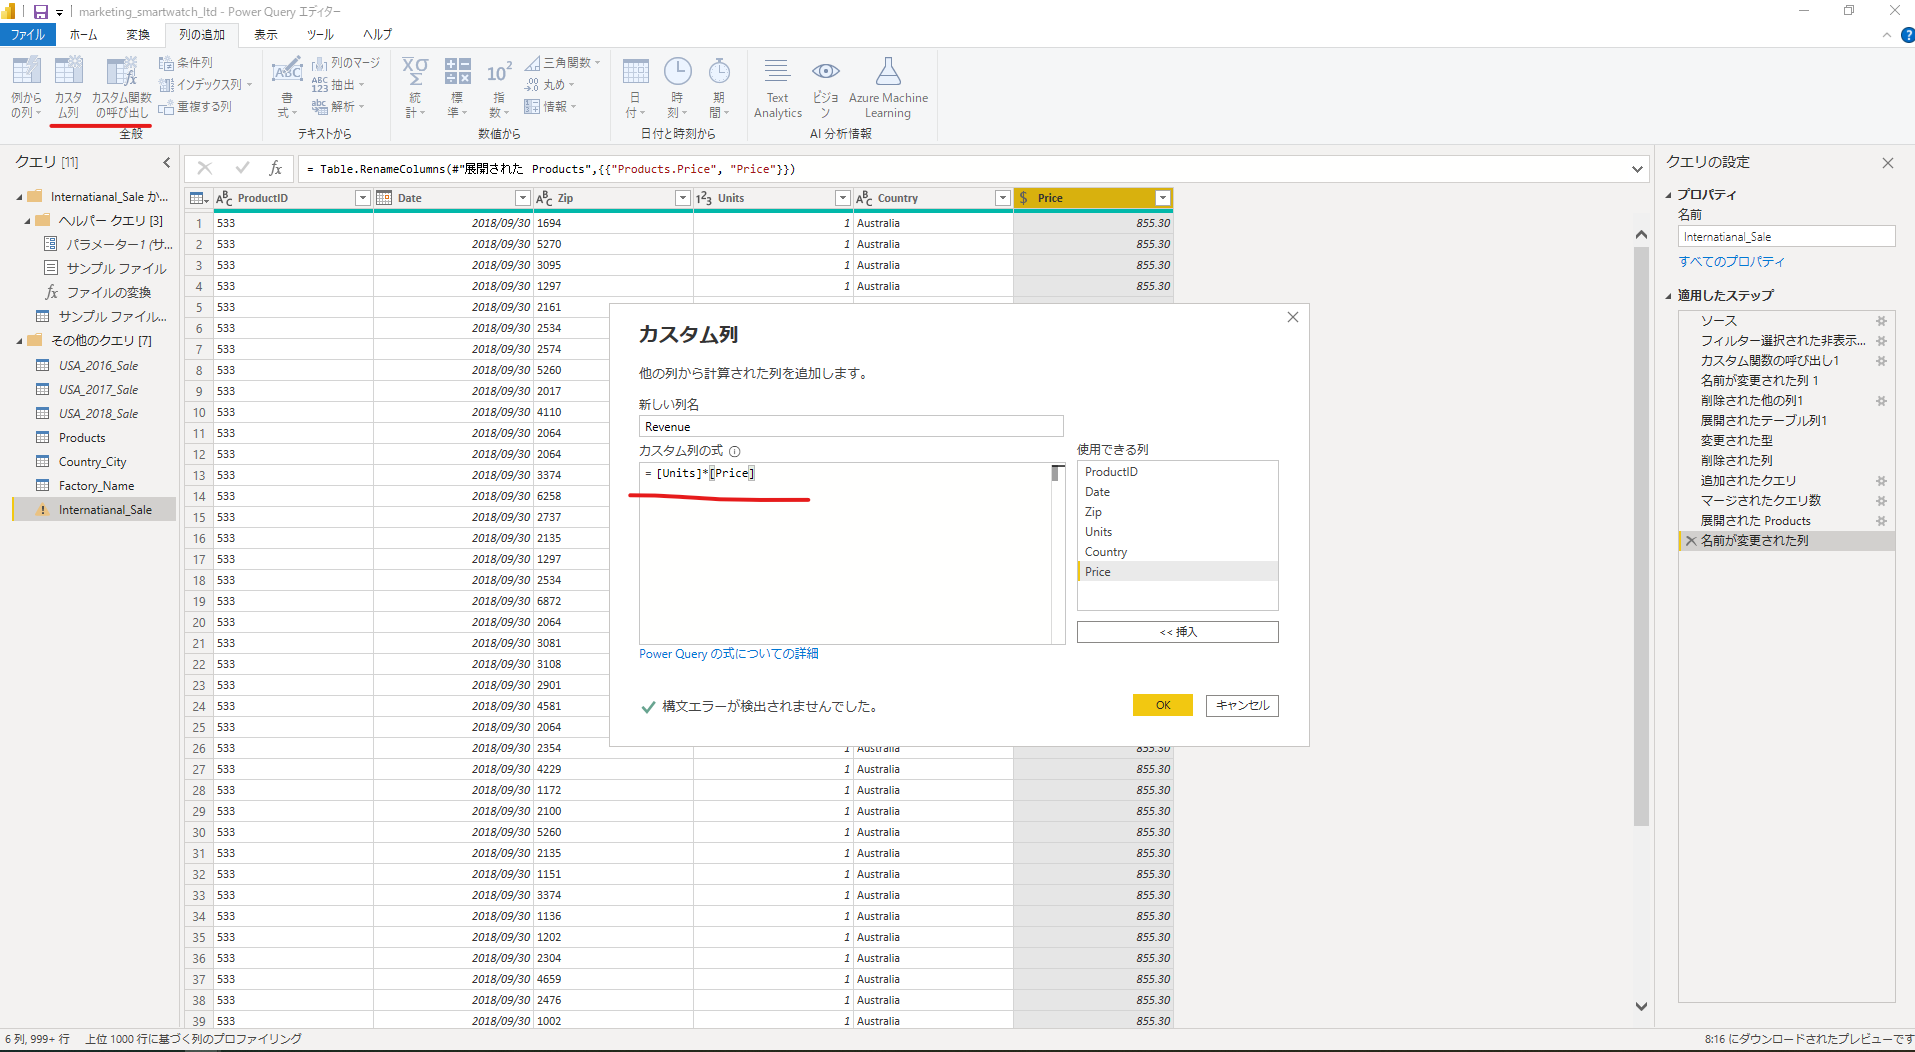 marketing_smartwatch_ltd - Power Query エディター
ファイル ホーム 変換 列の追加 表示 ツール ヘルプ
例からの列 カスタム列 カスタム関数の呼び出し 条件列 インデックス列 重複する列
全般
書式 列のマージ 抽出 解析
テキストから
統計 標準 指数 三角関数 丸め 情報
数値から
日付 時刻 期間
日付と時刻から
Text Analytics ビジョン Azure Machine Learning
AI 分析情報
クエリ [11]
Internatianal_Sale か...
ヘルパー クエリ [3]
パラメーター1 (サ...
サンプル ファイル
ファイルの変換
サンプル ファイル...
その他のクエリ [7]
USA_2016_Sale
USA_2017_Sale
USA_2018_Sale
Products
Country_City
Factory_Name
Internatianal_Sale
= Table.RenameColumns(#"展開された Products",{{"Products.Price", "Price"}})
ProductID Date Zip Units Country Price
1 533 2018/09/30 1694 1 Australia 855.30
2 533 2018/09/30 5270 1 Australia 855.30
3 533 2018/09/30 3095 1 Australia 855.30
4 533 2018/09/30 1297 1 Australia 855.30
5 533 2018/09/30 2161
6 533 2018/09/30 2534
7 533 2018/09/30 2574
8 533 2018/09/30 5260
9 533 2018/09/30 2017
10 533 2018/09/30 4110
11 533 2018/09/30 2064
12 533 2018/09/30 2064
13 533 2018/09/30 3374
14 533 2018/09/30 6258
15 533 2018/09/30 2737
16 533 2018/09/30 2135
17 533 2018/09/30 1297
18 533 2018/09/30 2534
19 533 2018/09/30 6872
20 533 2018/09/30 2064
21 533 2018/09/30 3081
22 533 2018/09/30 3108
23 533 2018/09/30 2901
24 533 2018/09/30 4581
25 533 2018/09/30 2064
26 533 2018/09/30 2354 1 Australia 855.30
27 533 2018/09/30 4229 1 Australia 855.30
28 533 2018/09/30 1172 1 Australia 855.30
29 533 2018/09/30 2100 1 Australia 855.30
30 533 2018/09/30 5260 1 Australia 855.30
31 533 2018/09/30 2135 1 Australia 855.30
32 533 2018/09/30 1151 1 Australia 855.30
33 533 2018/09/30 3374 1 Australia 855.30
34 533 2018/09/30 1136 1 Australia 855.30
35 533 2018/09/30 1202 1 Australia 855.30
36 533 2018/09/30 2304 1 Australia 855.30
37 533 2018/09/30 4659 1 Australia 855.30
38 533 2018/09/30 2476 1 Australia 855.30
39 533 2018/09/30 1002 1 Australia 855.30
カスタム列
他の列から計算された列を追加します。
新しい列名
Revenue
カスタム列の式
= [Units]*[Price]
使用できる列
ProductID
Date
Zip
Units
Country
Price
<< 挿入
Power Query の式についての詳細
構文エラーが検出されませんでした。
OK キャンセル
クエリの設定
プロパティ
名前
Internatianal_Sale
すべてのプロパティ
適用したステップ
ソース
フィルター選択された非表示...
カスタム関数の呼び出し1
名前が変更された列 1
削除された他の列1
展開されたテーブル列1
変更された型
削除された列
追加されたクエリ
マージされたクエリ数
展開された Products
名前が変更された列
6 列, 999+ 行 上位 1000 行に基づく列のプロファイリング
8:16 にダウンロードされたプレビューです